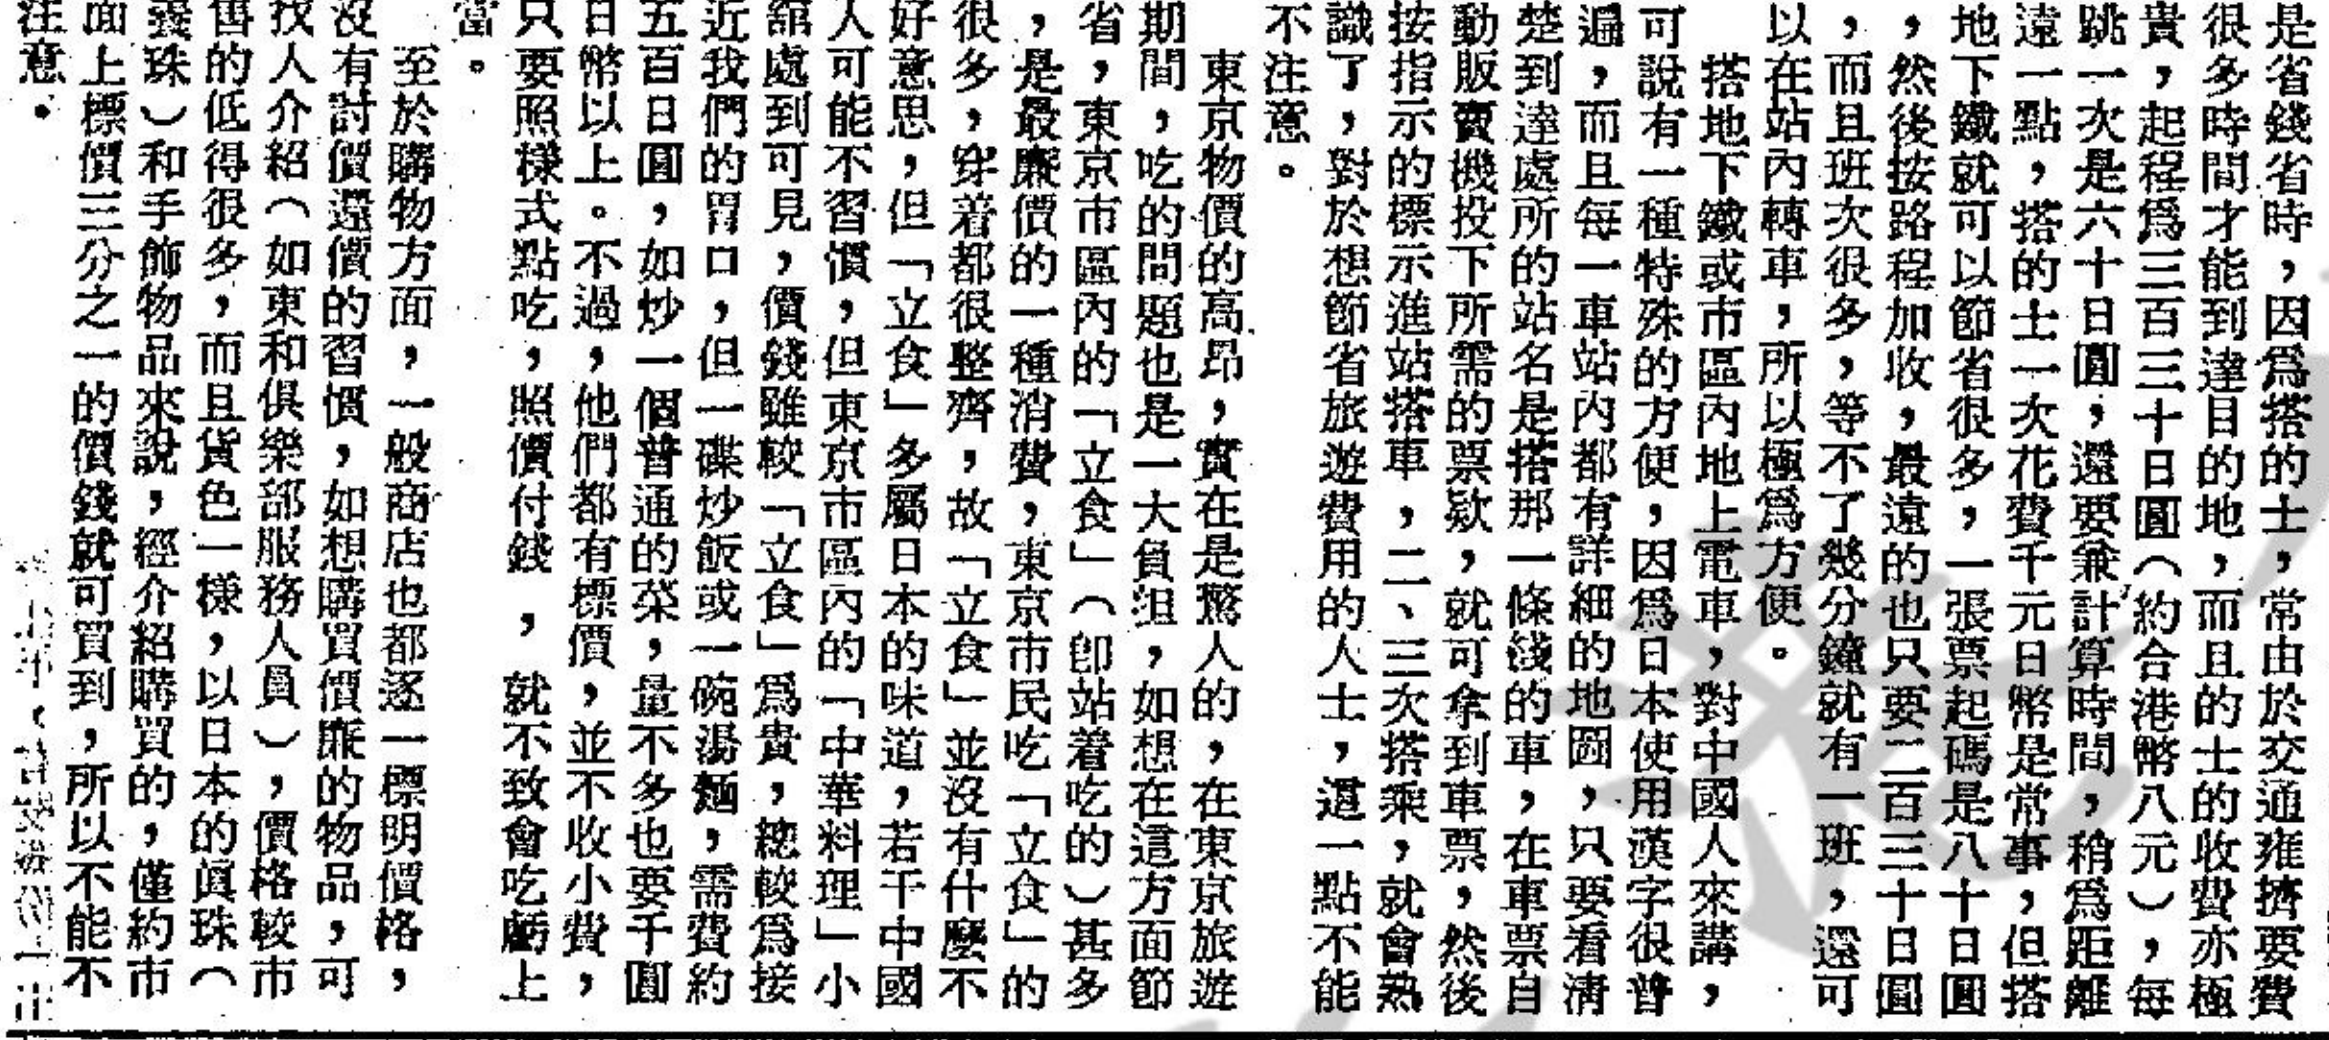 是省錢省時，因爲搭的士，常由於交通雍擠要費
很多時間才能到達目的地，而且的士的收費亦極
貴，起程爲三百三十日圓（約合港幣八元），每
跳一次是六十日圓，還要兼計算時間，稍爲距離
遠一點，搭的士一次花費千元日幣是常事，但搭
地下鐵就可以節省很多，一張票起碼是八十日圓
，然後按路程加收，最遠的也只要二百三十日圓
，而且班次很多，等不了幾分鐘就有一班，還可
以在站內轉車，所以極爲方便。
搭地下鐵或市區內地上電車，對中國人來講，
可說有一種特殊的方便，因爲日本使用漢字很普
遍，而且每一車站內都有詳細的地圖，只要看清
楚到達處所的站名是搭那一條綫的車，在車票自
動販賣機投下所需的票欵，就可拿到車票，然後
按指示的標示進站搭車，二、三次搭乘，就會熟
識了，對於想節省旅遊費用的人士，這一點不能
不注意。
東京物價的高昂，實在是驚人的，在東京旅遊
期間，吃的問題也是一大負担，如想在這方面節
省，東京市區內的「立食」（卽站着吃的）甚多
，是最廉價的一種消費，東京市民吃「立食」的
很多，穿着都很整齊，故「立食」並沒有什麼不
好意思，但「立食」多屬日本的味道，若干中國
人可能不習慣，但東京市區內的「中華料理」小
舘處到可見，價錢雖較「立食」爲貴，總較爲接
近我們的胃口，但一碟炒飯或一碗湯麵，需費約
五百日圓，如炒一個普通的菜，量不多也要千圓
日幣以上。不過，他們都有標價，並不收小費，
只要照樣式點吃，照價付錢，就不致會吃虧上
當。
至於購物方面，一般商店也都逐一標明價格，
沒有討價還價的習慣，如想購買價廉的物品，可
找人介紹（如東和俱樂部服務人員），價格較市
售的低得很多，而且貨色一樣，以日本的眞珠（
養珠）和手飾物品來說，經介紹購買的，僅約市
面上標價三分之一的價錢就可買到，所以不能不
注意．